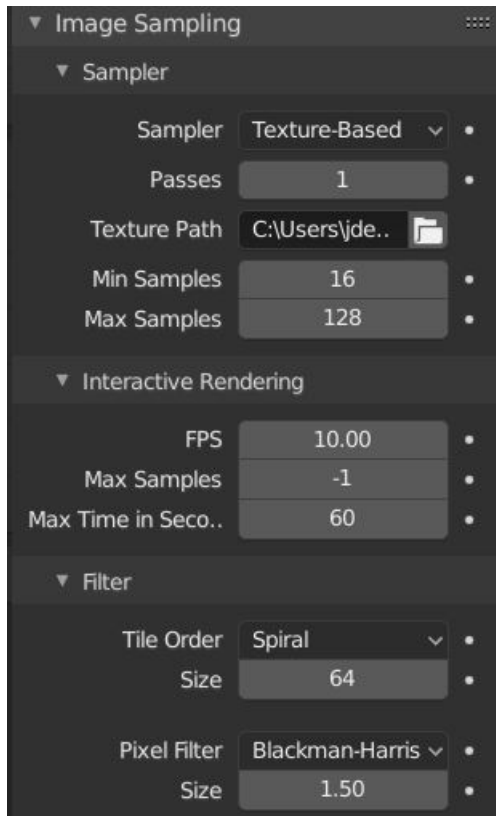 Image Sampling
Sampler
Sampler Texture-Based
Passes 1
Texture Path C:\Users\jde..
Min Samples 16
Max Samples 128
Interactive Rendering
FPS 10.00
Max Samples -1
Max Time in Seco.. 60
Filter
Tile Order Spiral
Size 64
Pixel Filter Blackman-Harris
Size 1.50